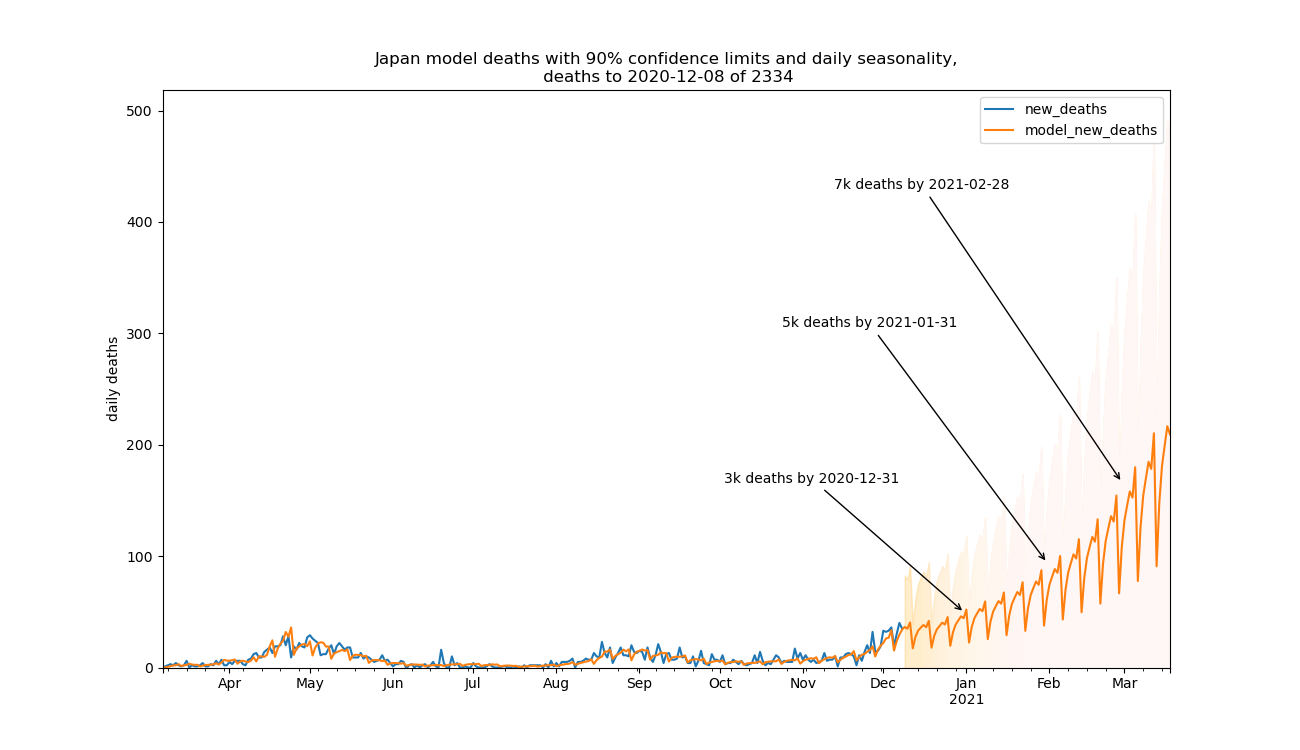 Japan model deaths with 90% confidence limits and daily seasonality,
deaths to 2020-12-08 of 2334
new_deaths
model_new_deaths
7k deaths by 2021-02-28
5k deaths by 2021-01-31
3k deaths by 2020-12-31
daily deaths
500
400
300
200
100
0
Apr May Jun Jul Aug Sep Oct Nov Dec Jan Feb Mar
2021